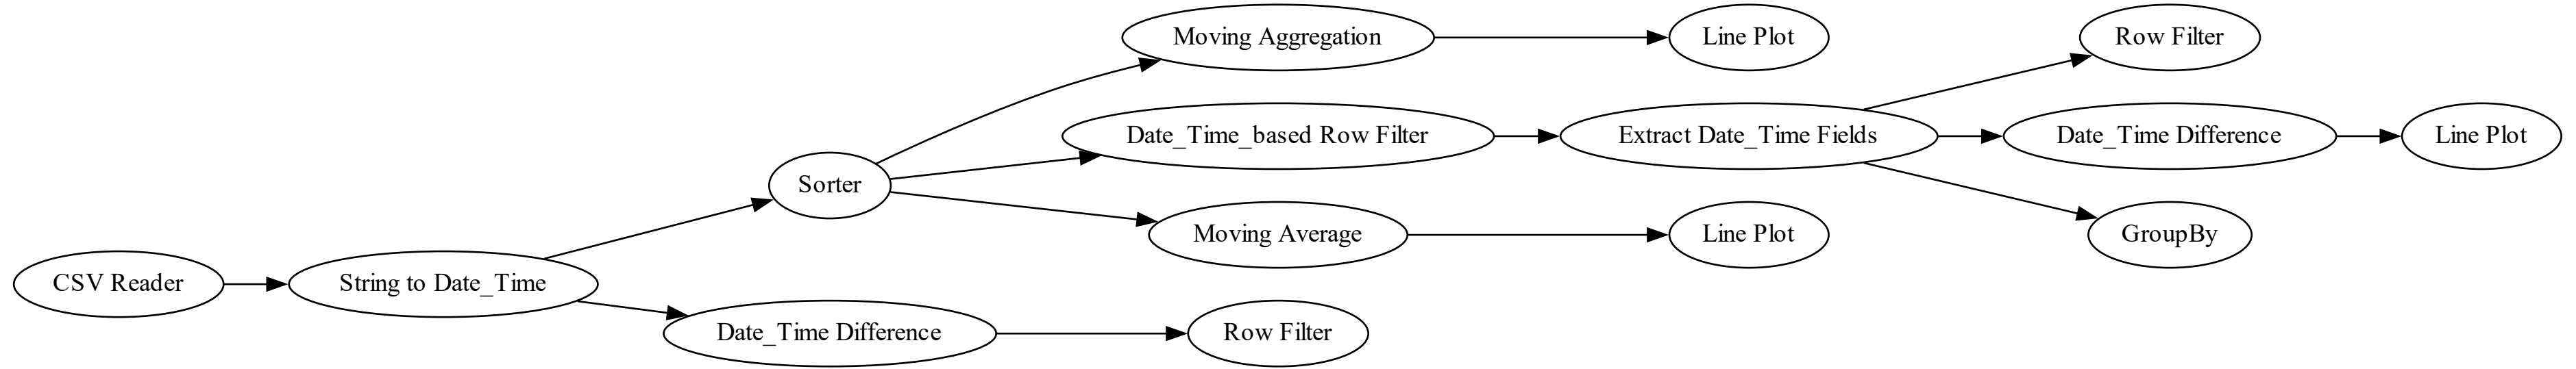 Moving Aggregation
Line Plot
Row Filter
Date_Time_based Row Filter
Extract Date_Time Fields
Date_Time Difference
Line Plot
Sorter
Moving Average
Line Plot
GroupBy
CSV Reader
String to Date_Time
Date_Time Difference
Row Filter